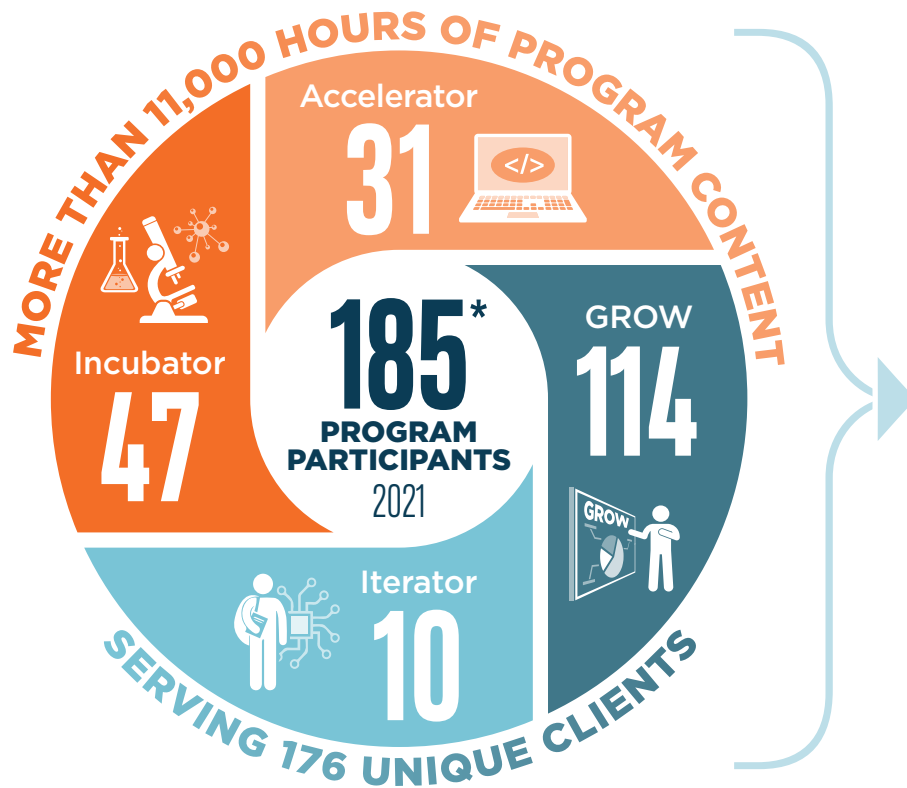 MORE THAN 11,000 HOURS OF PROGRAM CONTENT
Accelerator
31
</>
Incubator
47
185*
PROGRAM
PARTICIPANTS
2021
GROW
114
GROW
Iterator
10
SERVING 176 UNIQUE CLIENTS